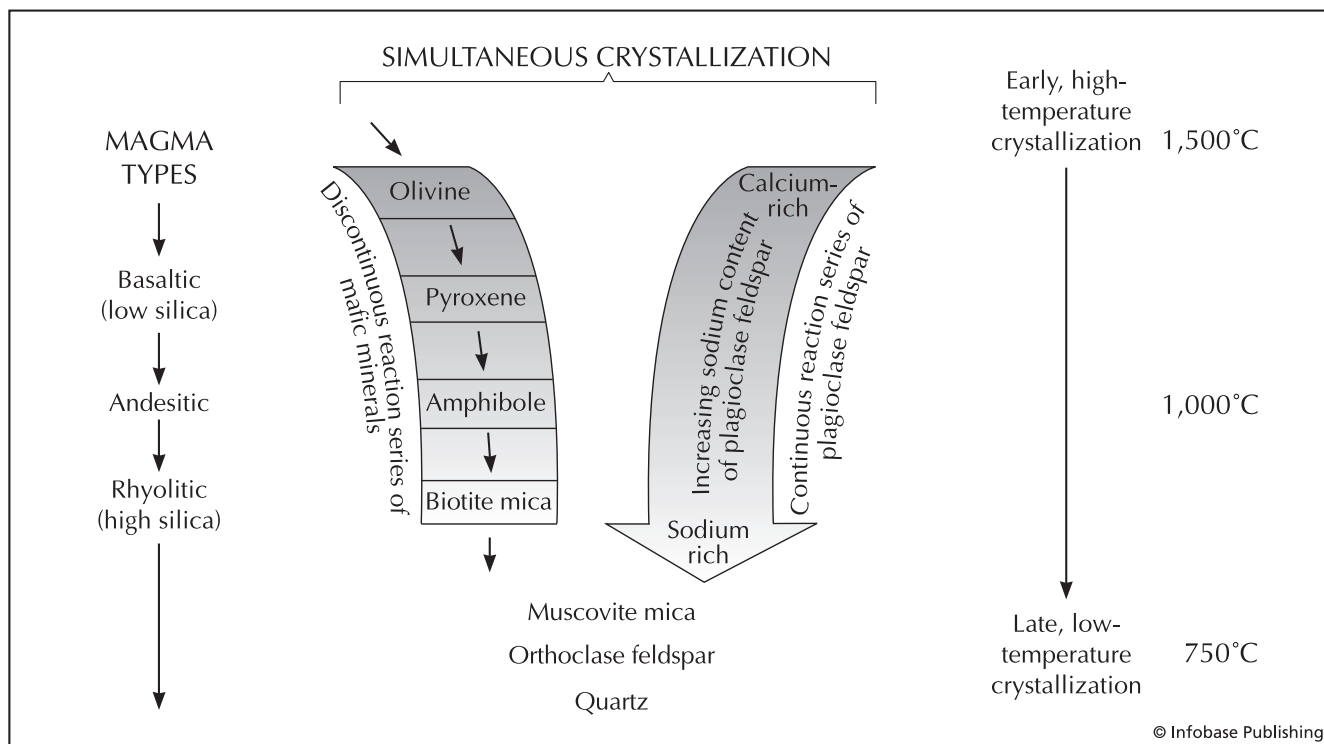 SIMULTANEOUS CRYSTALLIZATION
MAGMA
TYPES
Basaltic
(low silica)
Andesitic
Rhyolitic
(high silica)
Discontinuous reaction series of
mafic minerals
Olivine
Pyroxene
Amphibole
Biotite mica
Calcium-
rich
Increasing sodium content
of plagioclase feldspar
Sodium
rich
Continuous reaction series of
plagioclase feldspar
Muscovite mica
Orthoclase feldspar
Quartz
Early, high-
temperature
crystallization
1,500°C
1,000°C
Late, low-
temperature
crystallization
750°C
© Infobase Publishing